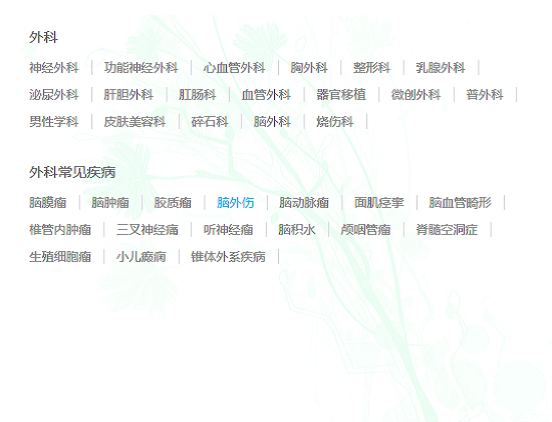 外科
神经外科 | 功能神经外科 | 心血管外科 | 胸外科 | 整形科 | 乳腺外科 |
泌尿外科 | 肝胆外科 | 肛肠科 | 血管外科 | 器官移植 | 微创外科 | 普外科 |
男性学科 | 皮肤美容科 | 碎石科 | 脑外科 | 烧伤科 |
外科常见疾病
脑膜瘤 | 脑肿瘤 | 胶质瘤 | 脑外伤 | 脑动脉瘤 | 面肌痉挛 | 脑血管畸形 |
椎管内肿瘤 | 三叉神经痛 | 听神经瘤 | 脑积水 | 颅咽管瘤 | 脊髓空洞症 |
生殖细胞瘤 | 小儿癫痫 | 锥体外系疾病 |